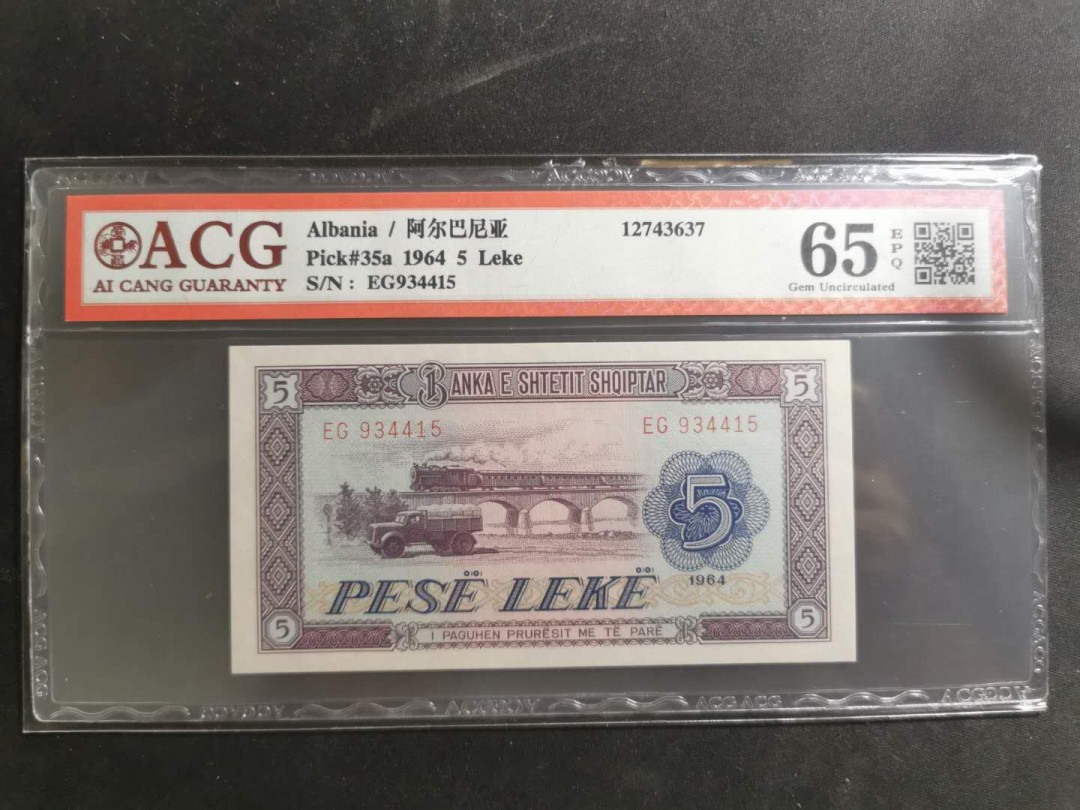 ACG
AI CANG GUARANTY
Albania / 阿尔巴尼亚
Pick#35a 1964 5 Leke
S/N : EG934415
12743637
65
EPQ
Gem Uncirculated
5
BANKA E SHTETIT SHQIPTAR
5
EG 934415
EG 934415
5
1964
PESË LEKË
5
I PAGUHEN PRURËSIT ME TË PARË
5
ACG ACG